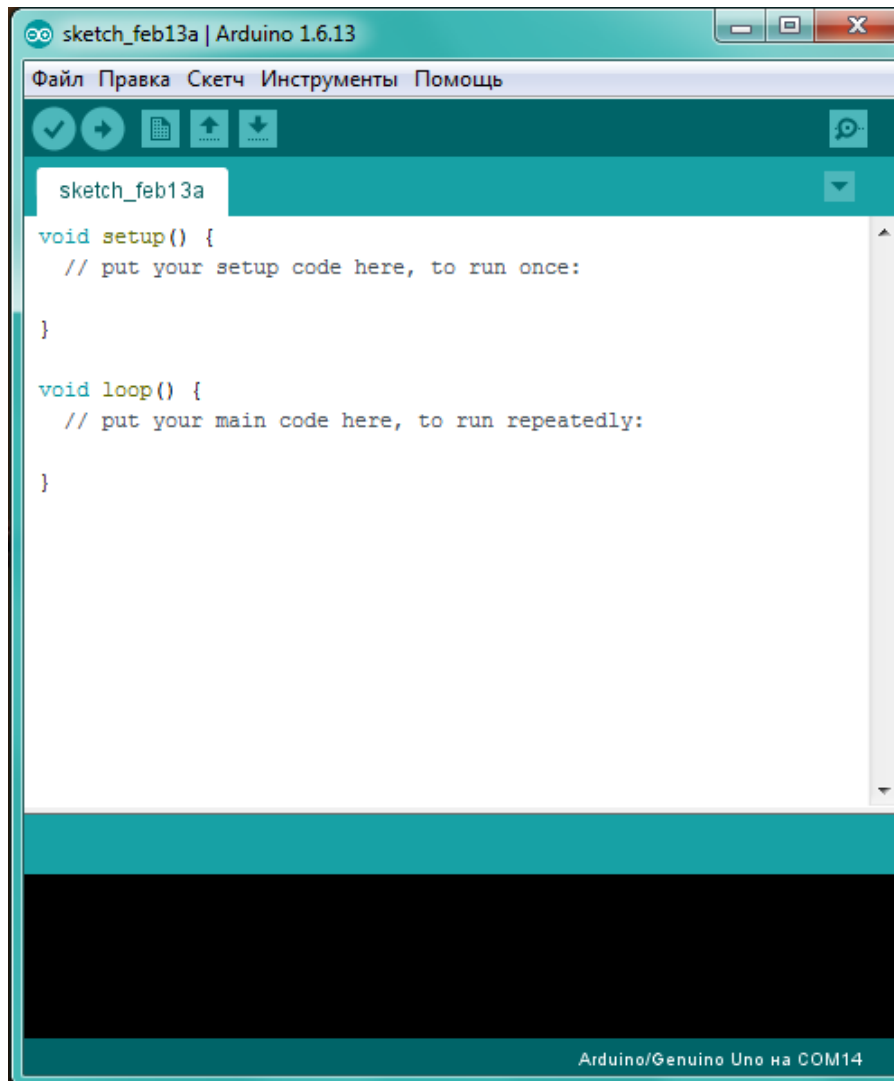 sketch_feb13a | Arduino 1.6.13
Файл Правка Скетч Инструменты Помощь
sketch_feb13a
void setup() {
  // put your setup code here, to run once:
}
void loop() {
  // put your main code here, to run repeatedly:
}
Arduino/Genuino Uno на COM14